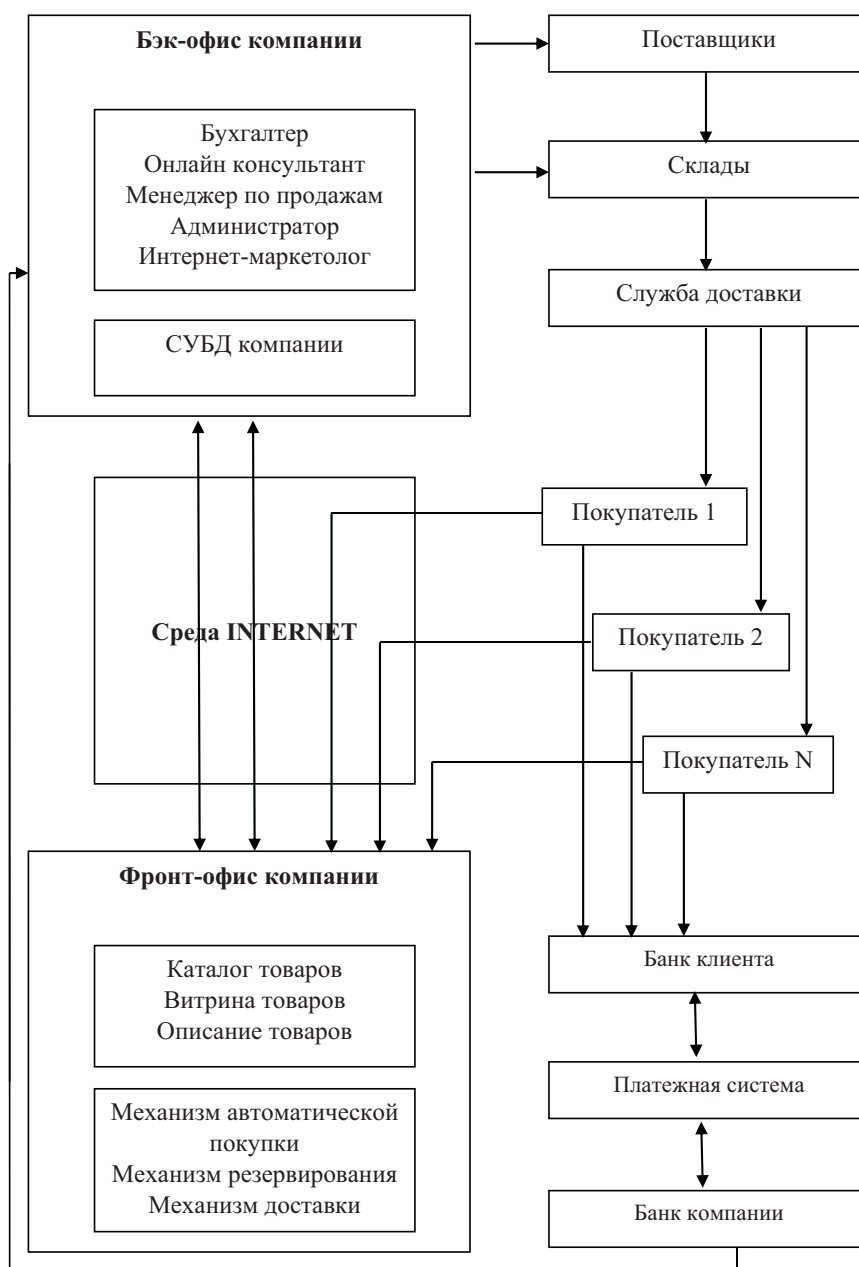 Бэк-офис компании
Бухгалтер
Онлайн консультант
Менеджер по продажам
Администратор
Интернет-маркетолог
СУБД компании
Поставщики
Склады
Служба доставки
Покупатель 1
Среда INTERNET
Покупатель 2
Покупатель N
Фронт-офис компании
Каталог товаров
Витрина товаров
Описание товаров
Механизм автоматической
покупки
Механизм резервирования
Механизм доставки
Банк клиента
Платежная система
Банк компании